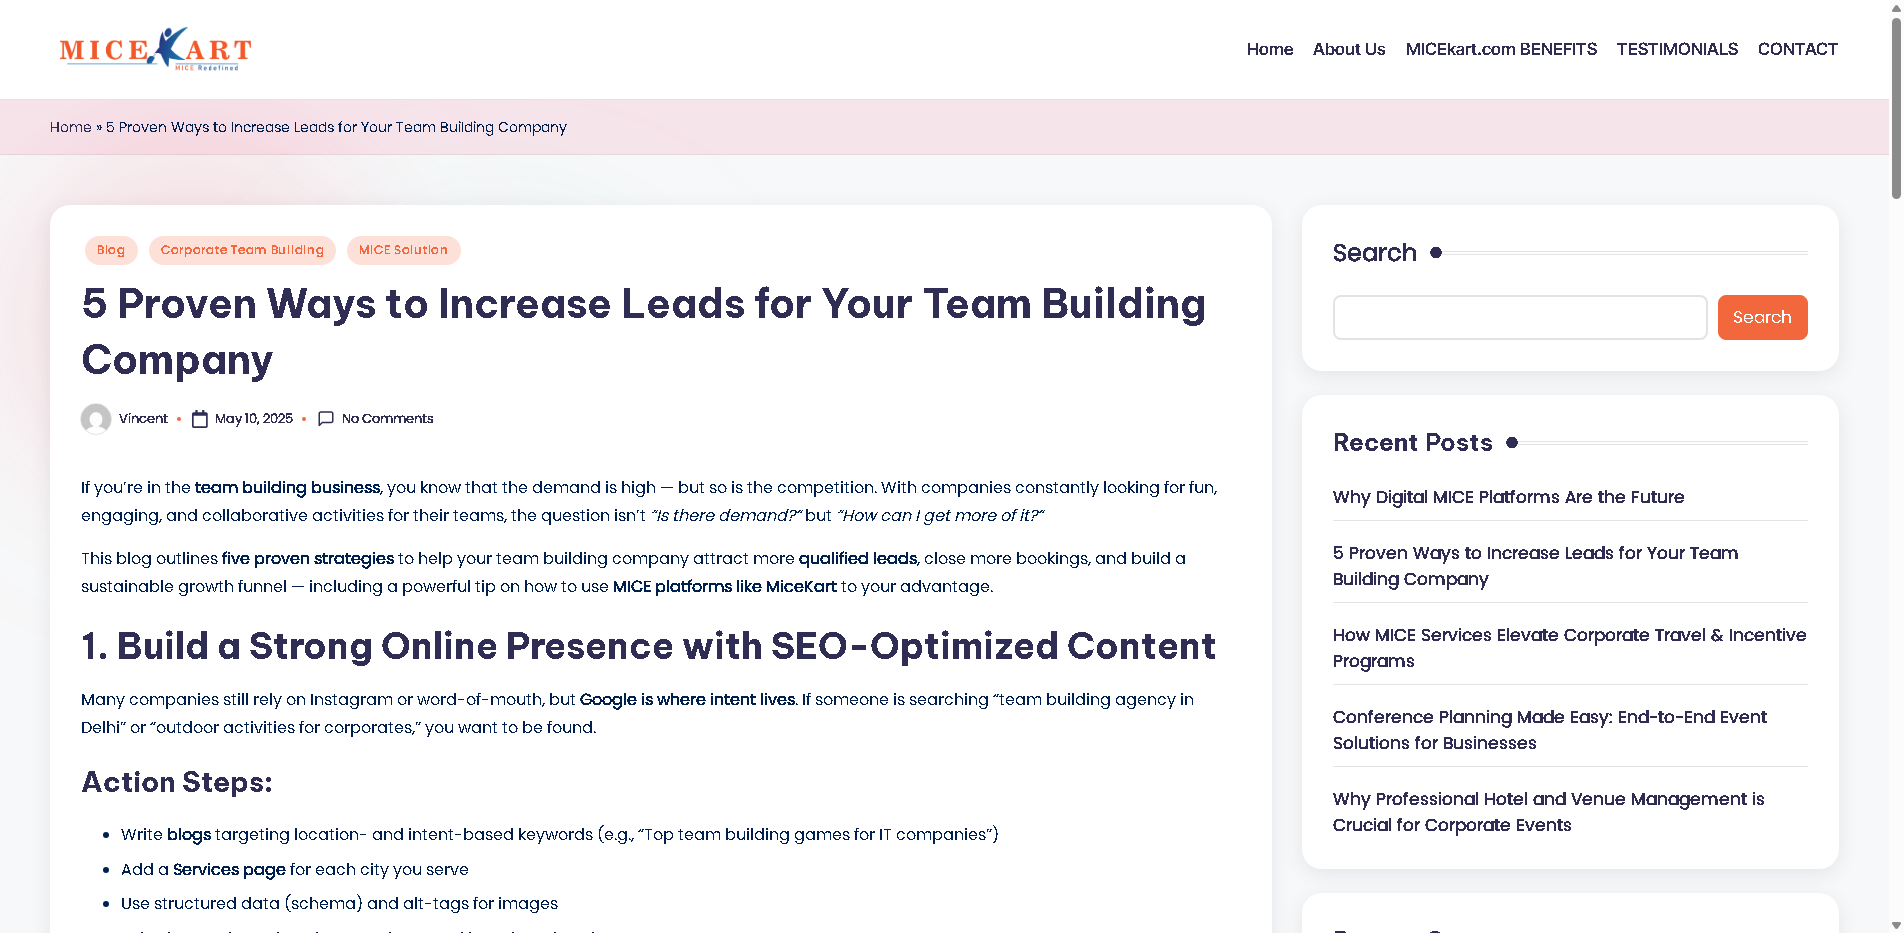 MICEKART
MICE Redefined
Home
About Us
MICEkart.com BENEFITS
TESTIMONIALS
CONTACT
Home » 5 Proven Ways to Increase Leads for Your Team Building Company
Blog
Corporate Team Building
MICE Solution
5 Proven Ways to Increase Leads for Your Team Building
Company
Vincent
May 10, 2025
No Comments
If you’re in the team building business, you know that the demand is high — but so is the competition. With companies constantly looking for fun,
engaging, and collaborative activities for their teams, the question isn’t “Is there demand?” but “How can I get more of it?”
This blog outlines five proven strategies to help your team building company attract more qualified leads, close more bookings, and build a
sustainable growth funnel — including a powerful tip on how to use MICE platforms like MiceKart to your advantage.
1. Build a Strong Online Presence with SEO-Optimized Content
Many companies still rely on Instagram or word-of-mouth, but Google is where intent lives. If someone is searching “team building agency in
Delhi” or “outdoor activities for corporates,” you want to be found.
Action Steps:
• Write blogs targeting location- and intent-based keywords (e.g., “Top team building games for IT companies”)
• Add a Services page for each city you serve
• Use structured data (schema) and alt-tags for images
Search
Search
Recent Posts
Why Digital MICE Platforms Are the Future
5 Proven Ways to Increase Leads for Your Team
Building Company
How MICE Services Elevate Corporate Travel & Incentive
Programs
Conference Planning Made Easy: End-to-End Event
Solutions for Businesses
Why Professional Hotel and Venue Management is
Crucial for Corporate Events